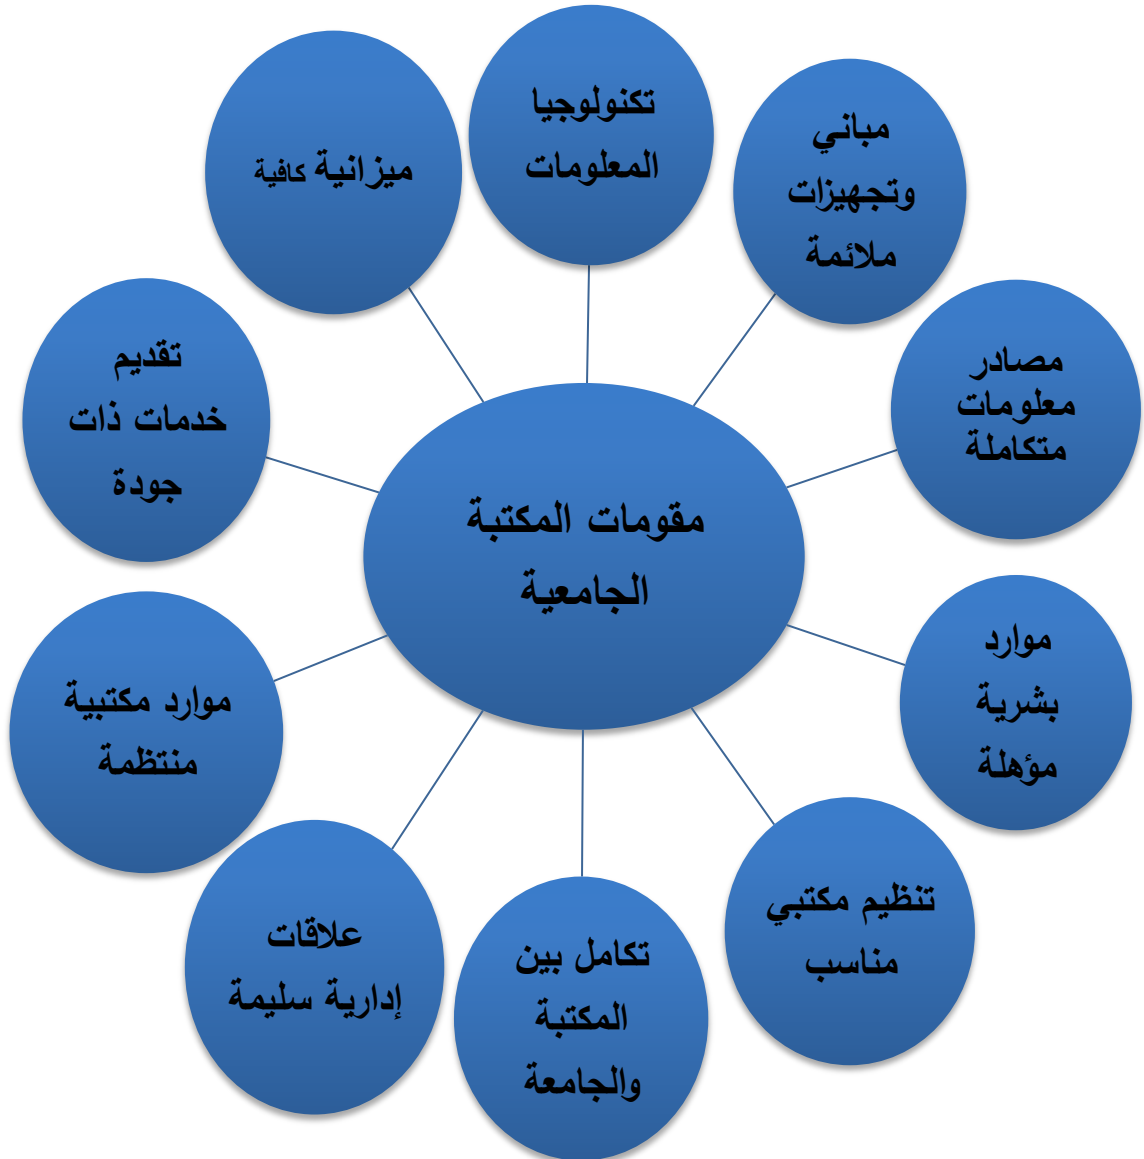 مقومات المكتبة
الجامعية
تكنولوجيا
المعلومات
مباني
وتجهيزات
ملائمة
مصادر
معلومات
متكاملة
موارد
بشرية
مؤهلة
تنظيم مكتبي
مناسب
تكامل بين
المكتبة
والجامعة
علاقات
إدارية سليمة
موارد مكتبية
منتظمة
تقديم
خدمات ذات
جودة
ميزانية كافية